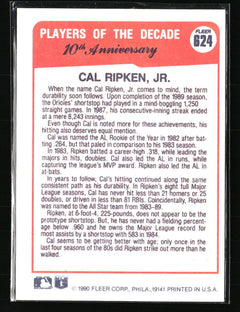 PLAYERS OF THE DECADE
10th Anniversary
FLEER
624
CAL RIPKEN, JR.
When the name Cal Ripken, Jr. comes to mind, the term
durability soon follows. Upon completion of the 1989 season,
the Orioles' shortstop had played in a mind-boggling 1,250
straight games. In 1987, his consecutive-inning streak ended
at a mere 8,243 innings.
Even though Cal is noted more for these achievements, his
hitting also deserves equal mention.
Cal was named the AL Rookie of the Year in 1982 after bat-
ting .264, but that paled in comparison to his 1983 season.
In 1983, Ripken batted a career-high .318, while leading the
majors in hits, doubles. Cal also led the AL in runs, while
capturing the league's MVP award. Ripken also led the AL in
at-bats.
In years to follow, Cal's hitting continued along the same
consistent path as his durability. In Ripken's eight full Major
League seasons, Cal has never hit less than 21 homers or 25
doubles, or driven in less than 81 RBIs. Coincidentally, Ripken
was named to the All Star team from 1983-89.
Ripken, at 6-foot-4, 225-pounds, does not appear to be the
prototype shortstop. But, he has never had a fielding percent-
age below .960 and he owns the Major League record for
most assists by a shortstop with 583 in 1984.
Cal seems to be getting better with age; only once in the
last four seasons of the 80s did Ripken strike out more than
he walked.
© 1990 FLEER CORP., PHILA., 19141 PRINTED IN U.S.A.